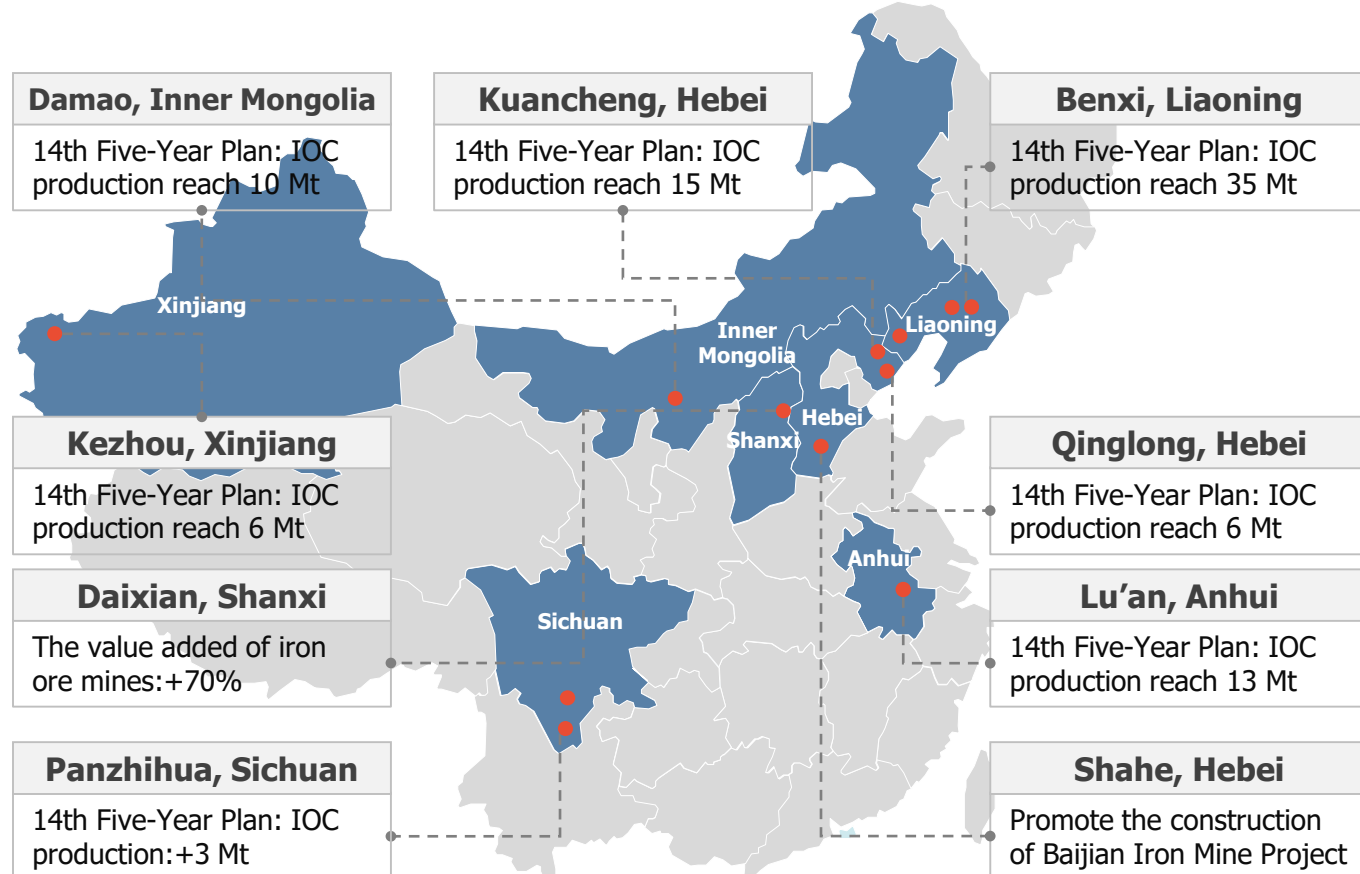 Damao, Inner Mongolia
14th Five-Year Plan: IOC
production reach 10 Mt
Kuancheng, Hebei
14th Five-Year Plan: IOC
production reach 15 Mt
Benxi, Liaoning
14th Five-Year Plan: IOC
production reach 35 Mt
Xinjiang
Inner
Mongolia
Liaoning
Hebei
Shanxi
Kezhou, Xinjiang
14th Five-Year Plan: IOC
production reach 6 Mt
Qinglong, Hebei
14th Five-Year Plan: IOC
production reach 6 Mt
Anhui
Daixian, Shanxi
The value added of iron
ore mines:+70%
Sichuan
Lu’an, Anhui
14th Five-Year Plan: IOC
production reach 13 Mt
Panzhihua, Sichuan
14th Five-Year Plan: IOC
production:+3 Mt
Shahe, Hebei
Promote the construction
of Baijian Iron Mine Project